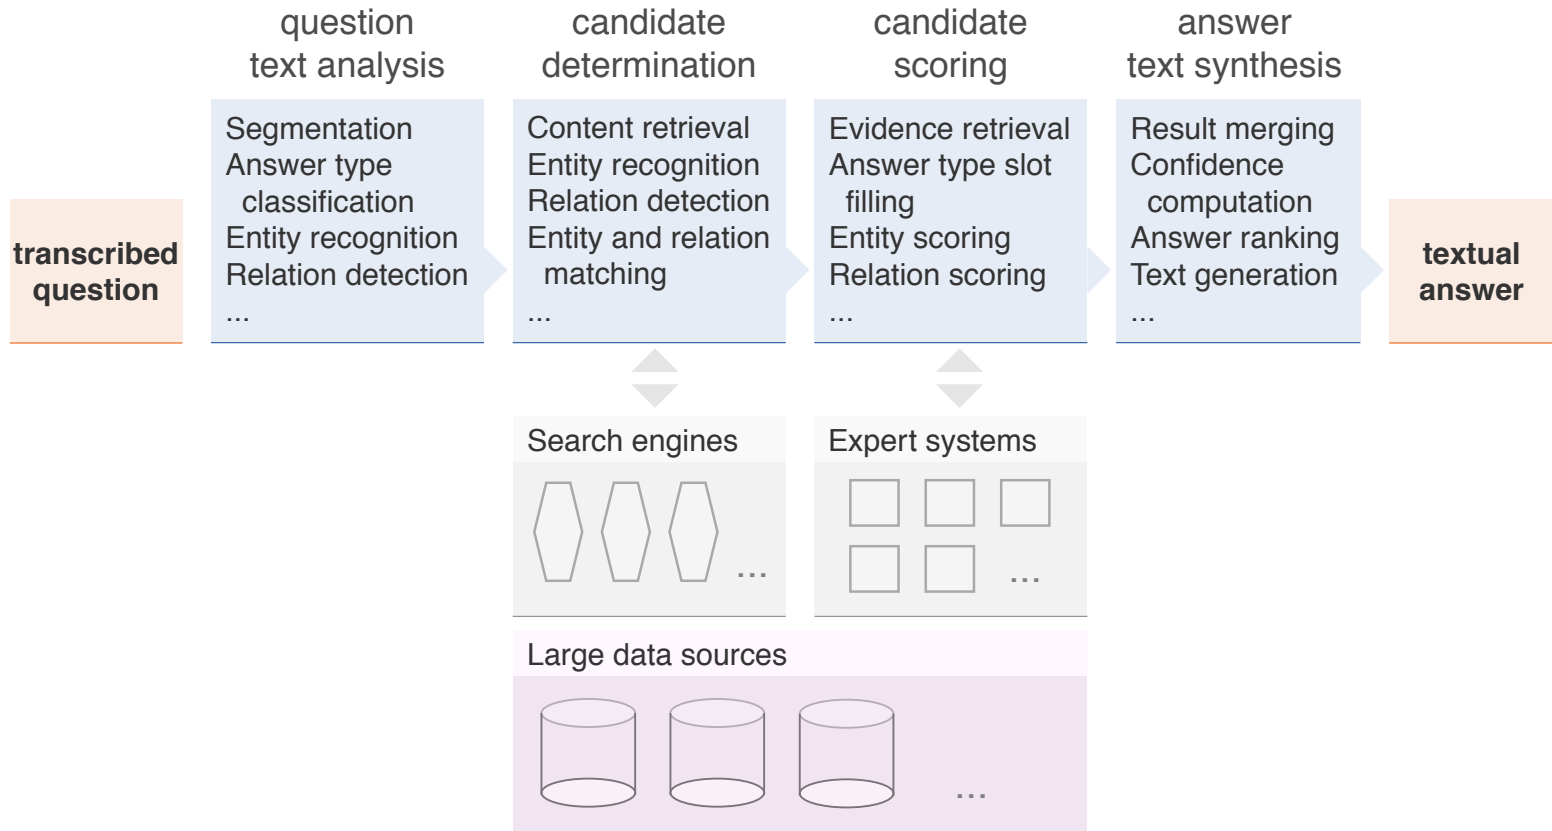 question
text analysis
candidate
determination
candidate
scoring
answer
text synthesis
transcribed
question
Segmentation
Answer type
classification
Entity recognition
Relation detection
...
Content retrieval
Entity recognition
Relation detection
Entity and relation
matching
...
Evidence retrieval
Answer type slot
filling
Entity scoring
Relation scoring
...
Result merging
Confidence
computation
Answer ranking
Text generation
...
textual
answer
Search engines
...
Expert systems
...
Large data sources
...